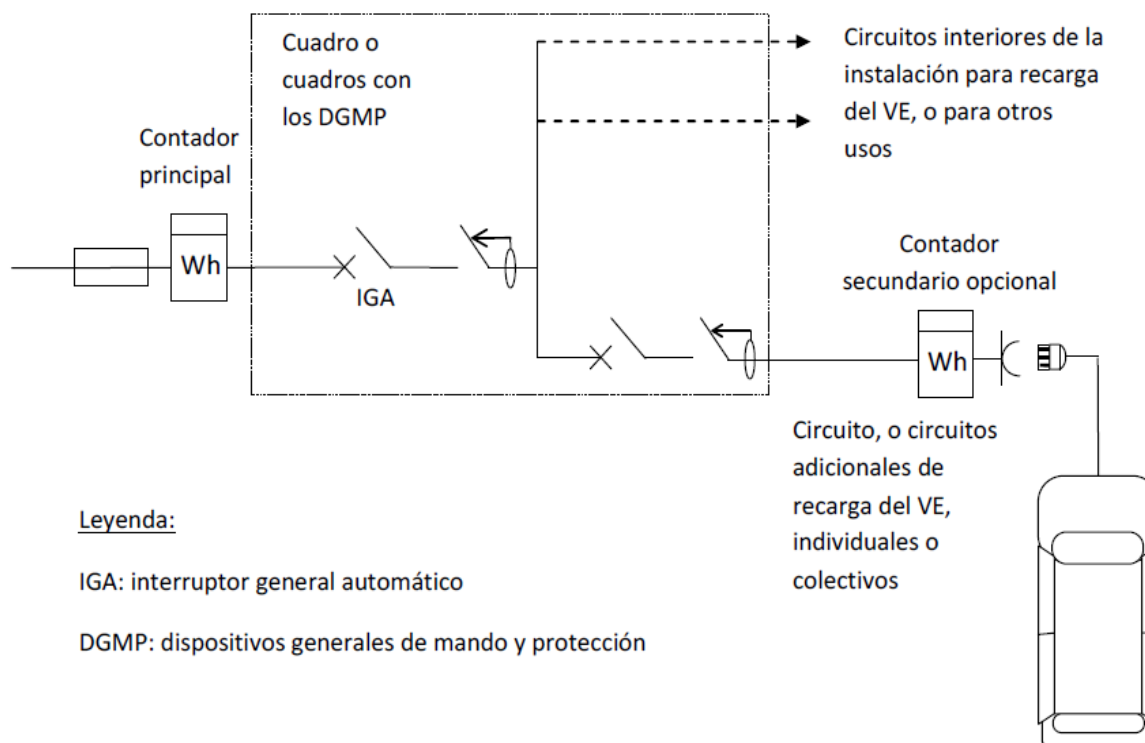 Cuadro o
cuadros con
los DGMP
Circuitos interiores de la
instalación para recarga
del VE, o para otros
usos
Contador
principal
Wh
IGA
Contador
secundario opcional
Wh
Circuito, o circuitos
adicionales de
recarga del VE,
individuales o
colectivos
Leyenda:
IGA: interruptor general automático
DGMP: dispositivos generales de mando y protección